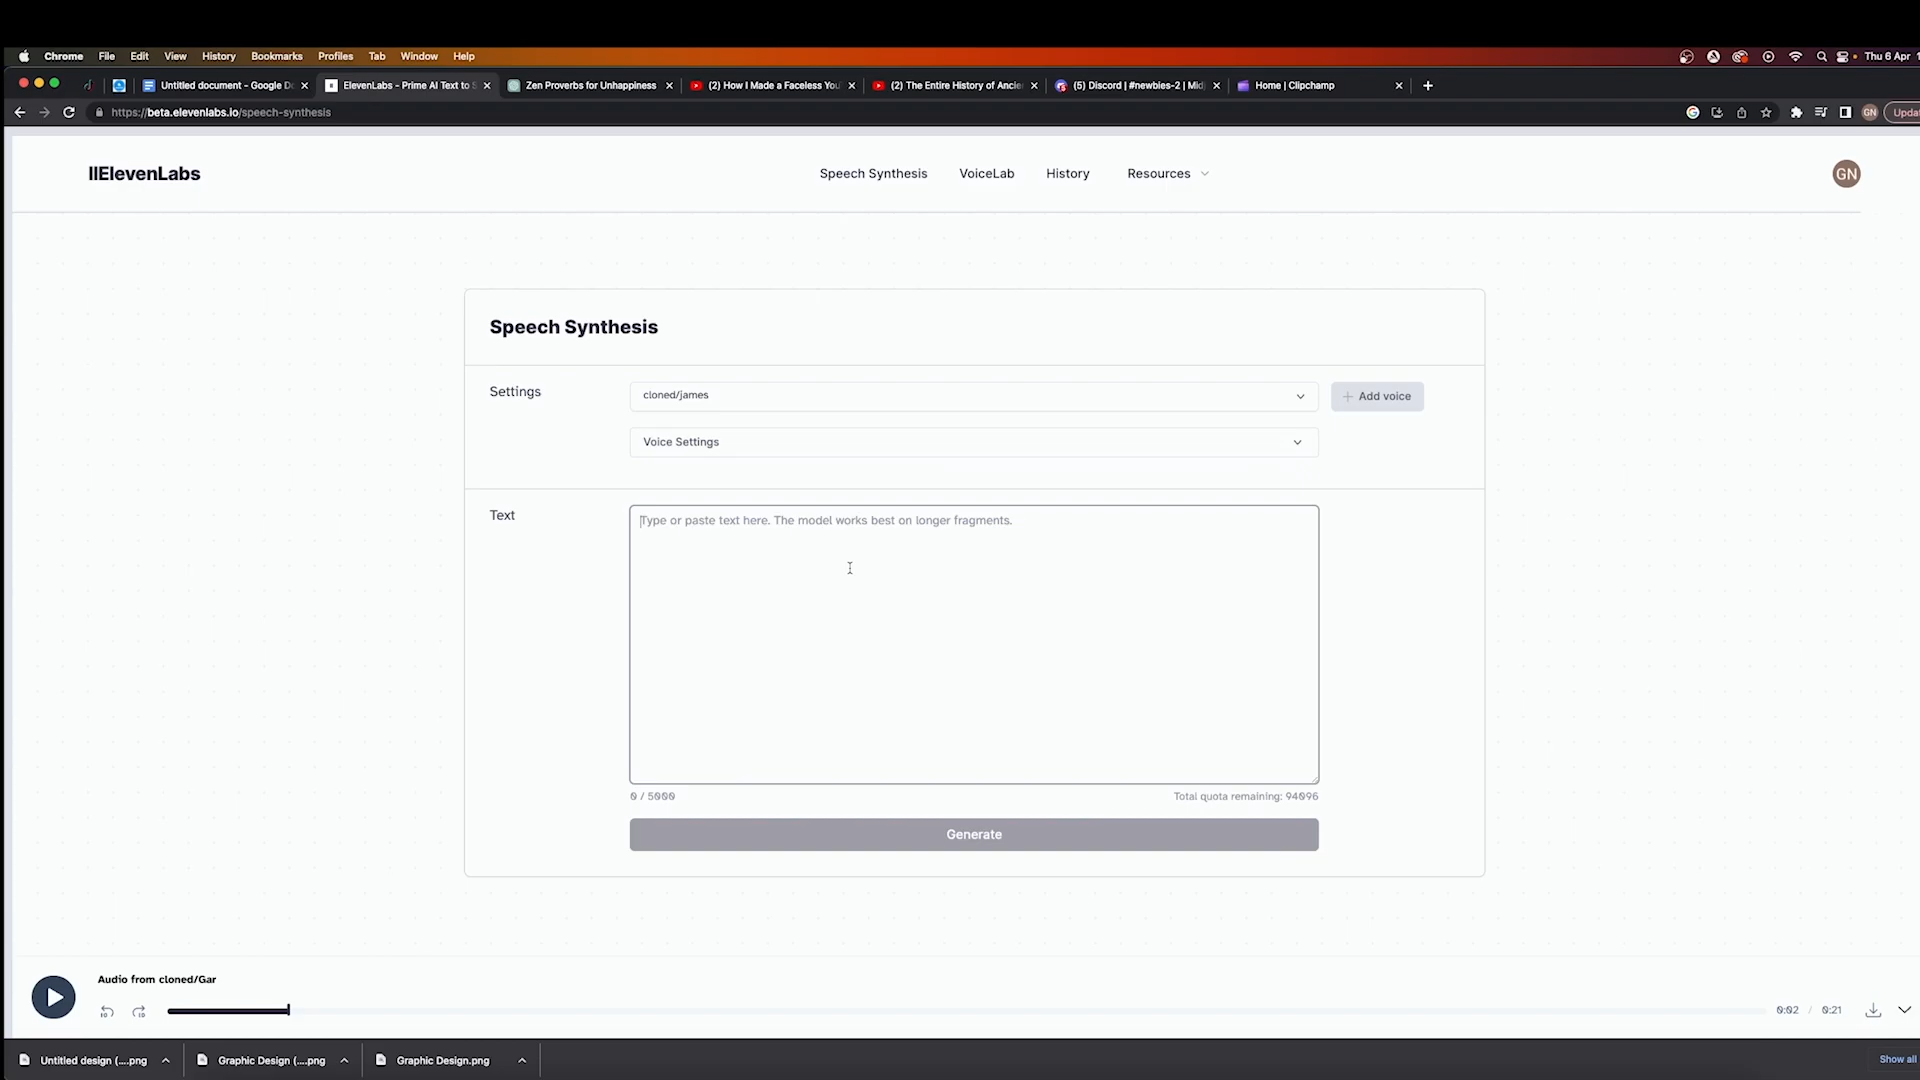 Chrome File Edit View History Bookmarks Profiles Tab Window Help
Thu 6 Apr
Untitled document - Google D
ElevenLabs - Prime AI Text to S
Zen Proverbs for Unhappiness
(2) How I Made a Faceless You
(2) The Entire History of Ancie
(5) Discord | #newbies-2 | Mid
Home | Clipchamp
https://beta.elevenlabs.io/speech-synthesis
GN
Updat
IIElevenLabs
Speech Synthesis
VoiceLab
History
Resources
GN
Speech Synthesis
Settings
cloned/james
+ Add voice
Voice Settings
Text
Type or paste text here. The model works best on longer fragments.
0 / 5000
Total quota remaining: 94096
Generate
Audio from cloned/Gar
10
10
0:02 / 0:21
Untitled design (....png
Graphic Design (....png
Graphic Design.png
Show all